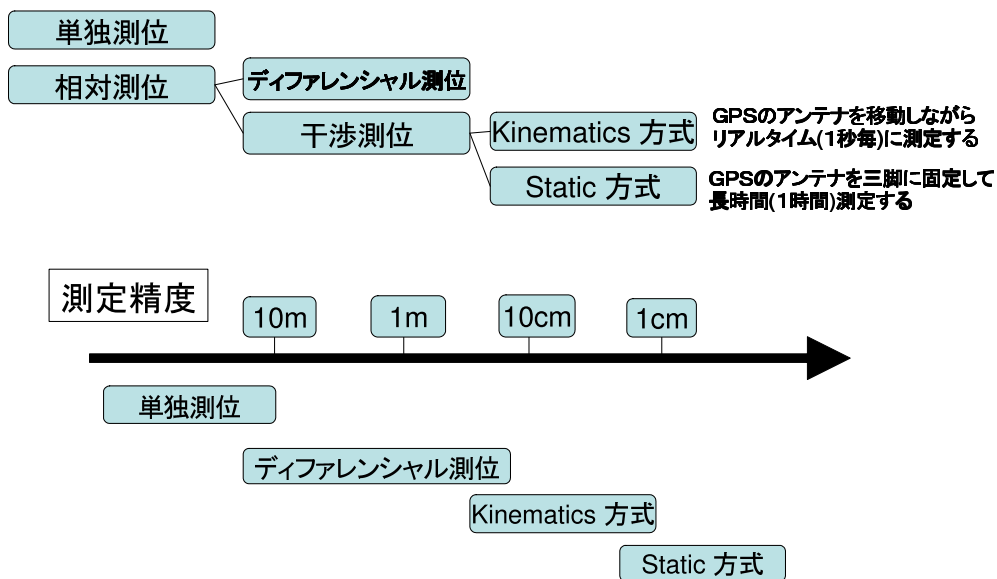 単独測位
相対測位
ディファレンシャル測位
干渉測位
Kinematics 方式
GPSのアンテナを移動しながら
リアルタイム(1秒毎)に測定する
Static 方式
GPSのアンテナを三脚に固定して
長時間(1時間)測定する
測定精度
10m
1m
10cm
1cm
単独測位
ディファレンシャル測位
Kinematics 方式
Static 方式